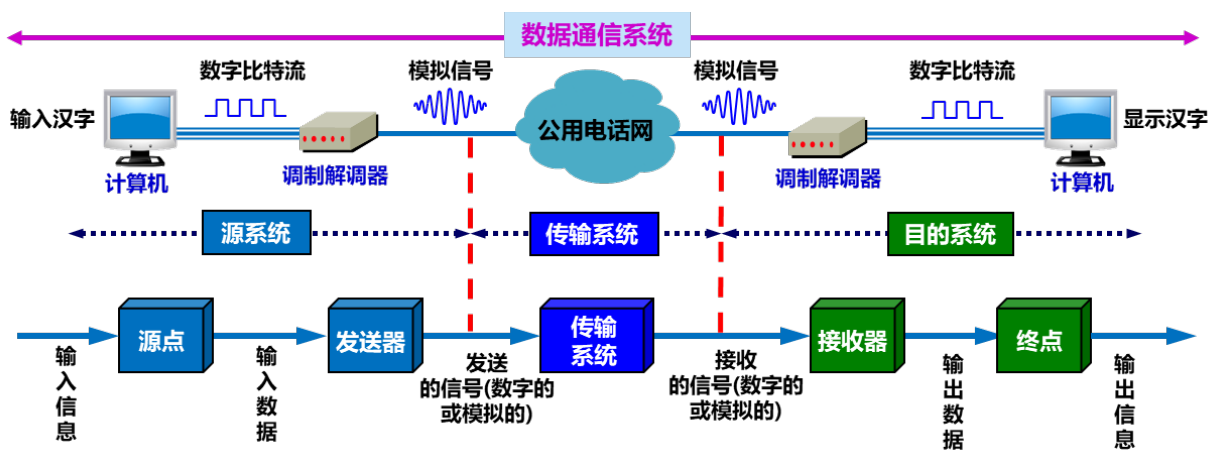 数据通信系统
数字比特流
模拟信号
模拟信号
数字比特流
输入汉字
公用电话网
显示汉字
计算机
调制解调器
调制解调器
计算机
源系统
传输系统
目的系统
源点
发送器
传输
系统
接收器
终点
输入信息
输入数据
发送
的信号(数字的
或模拟的)
接收
的信号(数字的
或模拟的)
输出数据
输出信息